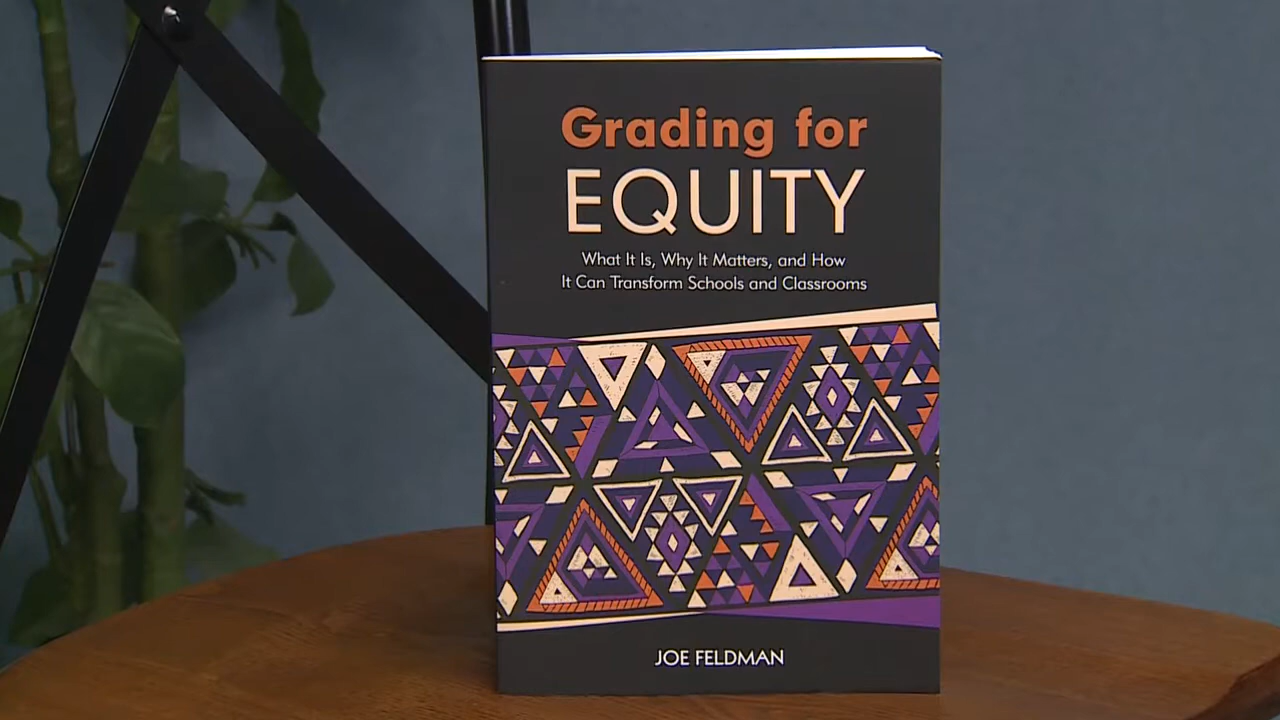 Grading for
EQUITY
What It Is, Why It Matters, and How
It Can Transform Schools and Classrooms
JOE FELDMAN